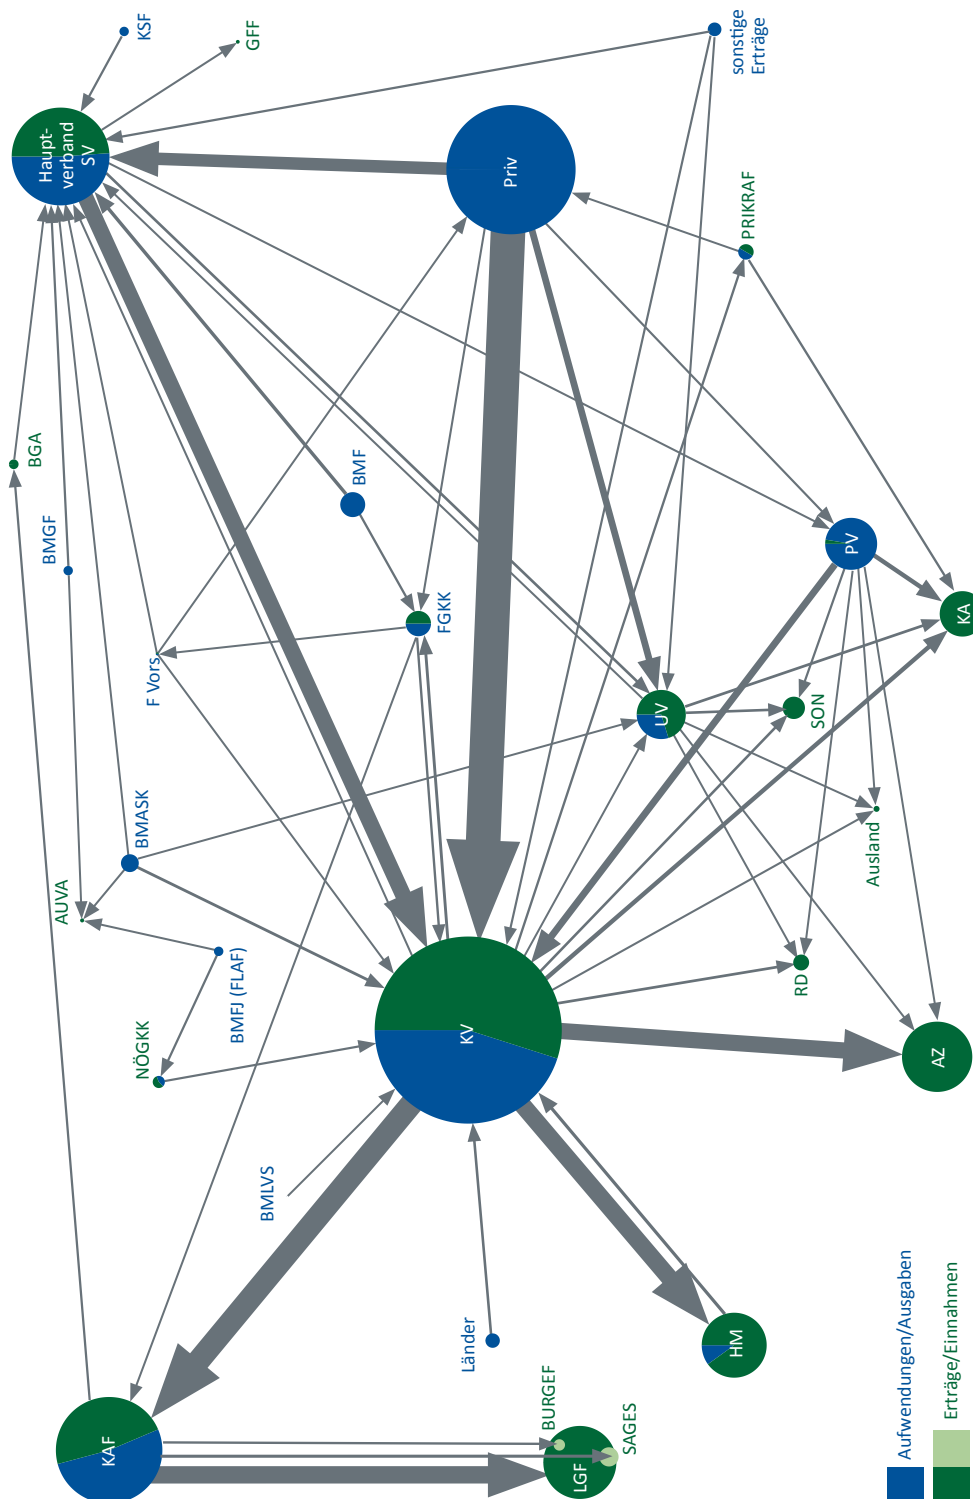 KSF
GFF
sonstige
Erträge
Haupt-
verband
SV
Priv
PRIKRAF
BGA
BMGF
BMF
F Vors
FGKK
PV
KA
UV
SON
BMASK
AUVA
Ausland
BMFJ (FLAF)
NÖGKK
RD
KV
AZ
BMLVS
Länder
HM
KAF
BURGEF
SAGES
LGF
Aufwendungen/Ausgaben
Erträge/Einnahmen